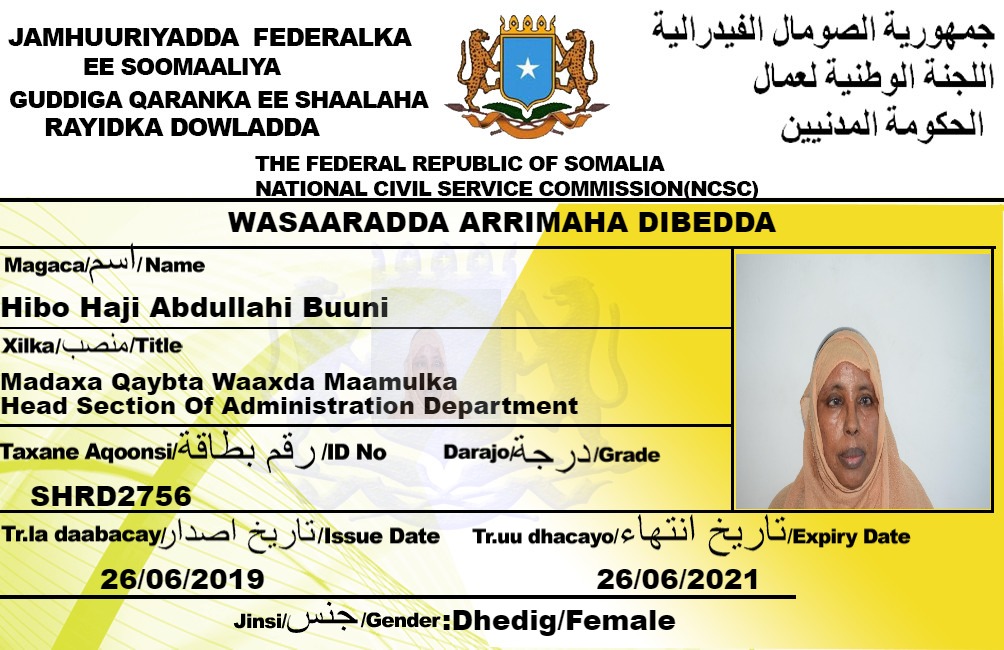 JAMHUURIYADDA FEDERALKA
EE SOOMAALIYA
GUDDIGA QARANKA EE SHAALAHA
RAYIDKA DOWLADDA
جمهورية الصومال الفيدرالية
اللجنة الوطنية لعمال
الحكومة المدنيين
THE FEDERAL REPUBLIC OF SOMALIA
NATIONAL CIVIL SERVICE COMMISSION(NCSC)
WASAARADDA ARRIMAHA DIBEDDA
Magaca/اسم/Name
Hibo Haji Abdullahi Buuni
Xilka/منصب/Title
Madaxa Qaybta Waaxda Maamulka
Head Section Of Administration Department
Taxane Aqoonsi/رقم بطاقة/ID No
Darajo/درجة/Grade
SHRD2756
Tr.la daabacay/تاريخ اصدار/Issue Date
Tr.uu dhacayo/تاريخ انتهاء/Expiry Date
26/06/2019
26/06/2021
Jinsi/جنس/Gender:Dhedig/Female